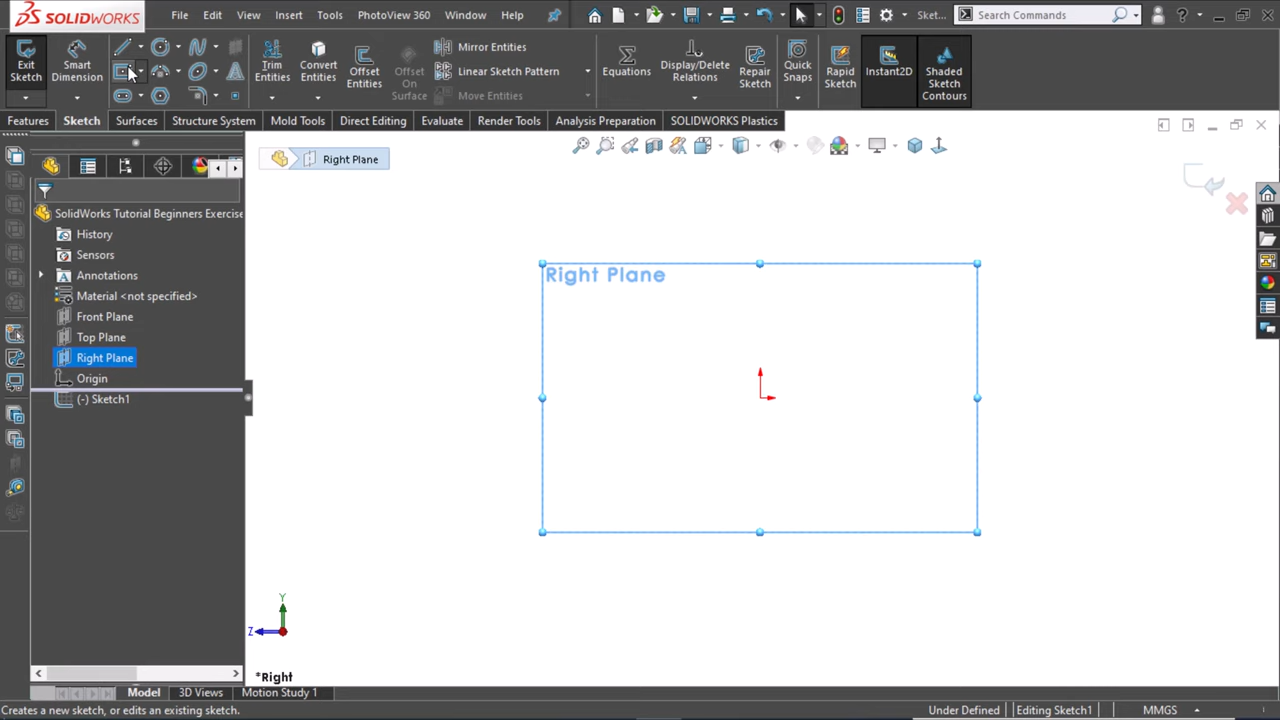 SOLIDWORKS
File Edit View Insert Tools PhotoView 360 Window Help Sket... Search Commands
Exit Sketch
Smart Dimension
Trim Entities
Convert Entities
Offset Entities
Offset On Surface
Mirror Entities
Linear Sketch Pattern
Move Entities
Equations
Display/Delete Relations
Repair Sketch
Quick Snaps
Rapid Sketch
Instant2D
Shaded Sketch Contours
Features Sketch Surfaces Structure System Mold Tools Direct Editing Evaluate Render Tools Analysis Preparation SOLIDWORKS Plastics
Right Plane
SolidWorks Tutorial Beginners Exercise
History
Sensors
Annotations
Material <not specified>
Front Plane
Top Plane
Right Plane
Origin
(-) Sketch1
Right Plane
Y
Z
*Right
Model 3D Views Motion Study 1
Creates a new sketch, or edits an existing sketch. Under Defined Editing Sketch1 MMGS